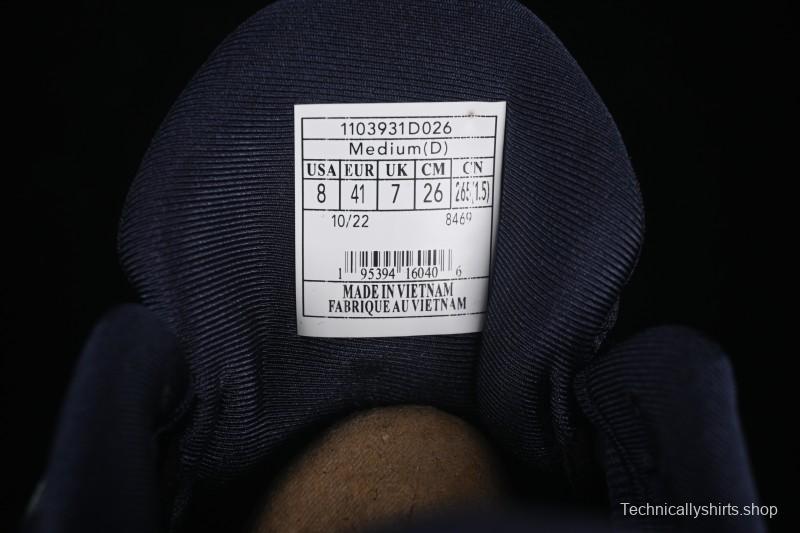 1103931D026
Medium(D)
USA EUR UK CM CN
8 41 7 26 265(1.5)
10/22 8469
1 95394 16040 6
MADE IN VIETNAM
FABRIQUE AU VIETNAM
Technicallyshirts.shop